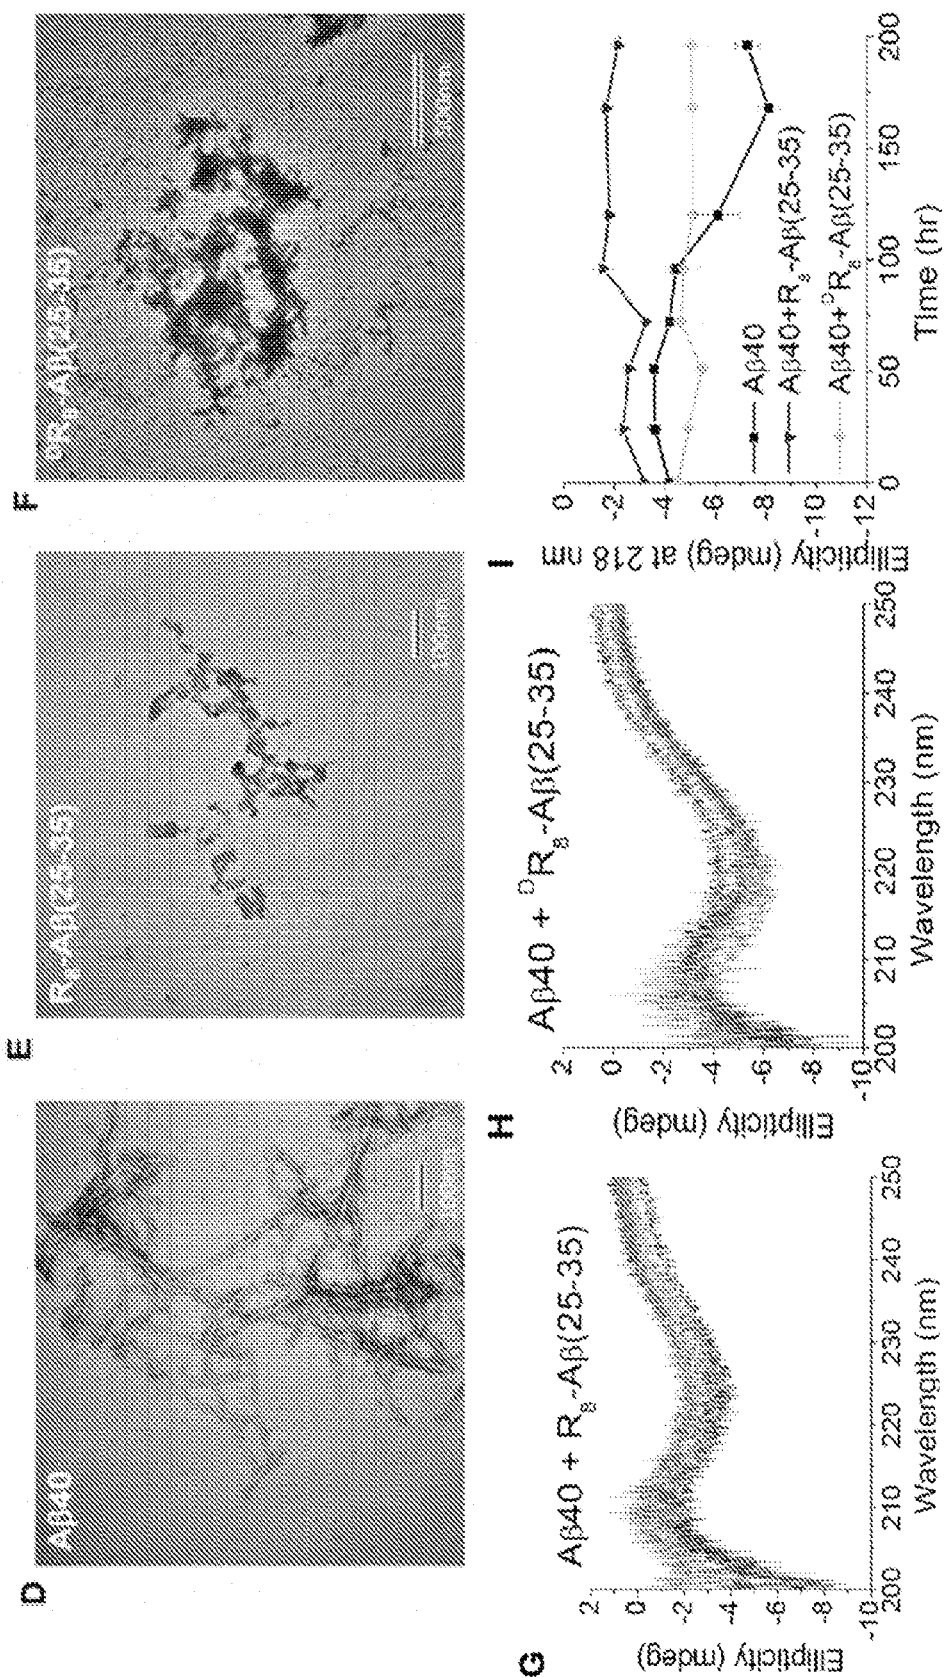 D
Aβ40
E
R₈-Aβ(25-35)
F
ᴰR₈-Aβ(25-35)
G
Aβ40 + R₈-Aβ(25-35)
Ellipticity (mdeg)
2
0
-2
-4
-6
-8
-10
200
210
220
230
240
250
Wavelength (nm)
H
Aβ40 + ᴰR₈-Aβ(25-35)
Ellipticity (mdeg)
2
0
-2
-4
-6
-8
-10
200
210
220
230
240
250
Wavelength (nm)
I
Ellipticity (mdeg) at 218 nm
0
-2
-4
-6
-8
-10
-12
Aβ40
Aβ40+R₈-Aβ(25-35)
Aβ40+ᴰR₈-Aβ(25-35)
0
50
100
150
200
Time (hr)